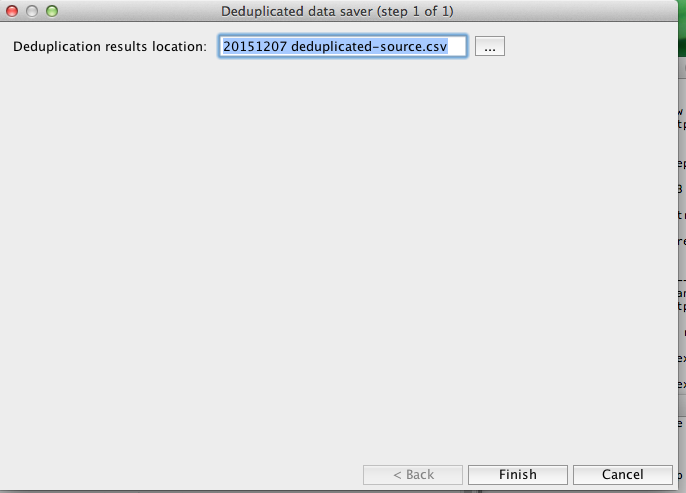 Deduplicated data saver (step 1 of 1)
Deduplication results location: 20151207 deduplicated-source.csv ...
< Back Finish Cancel